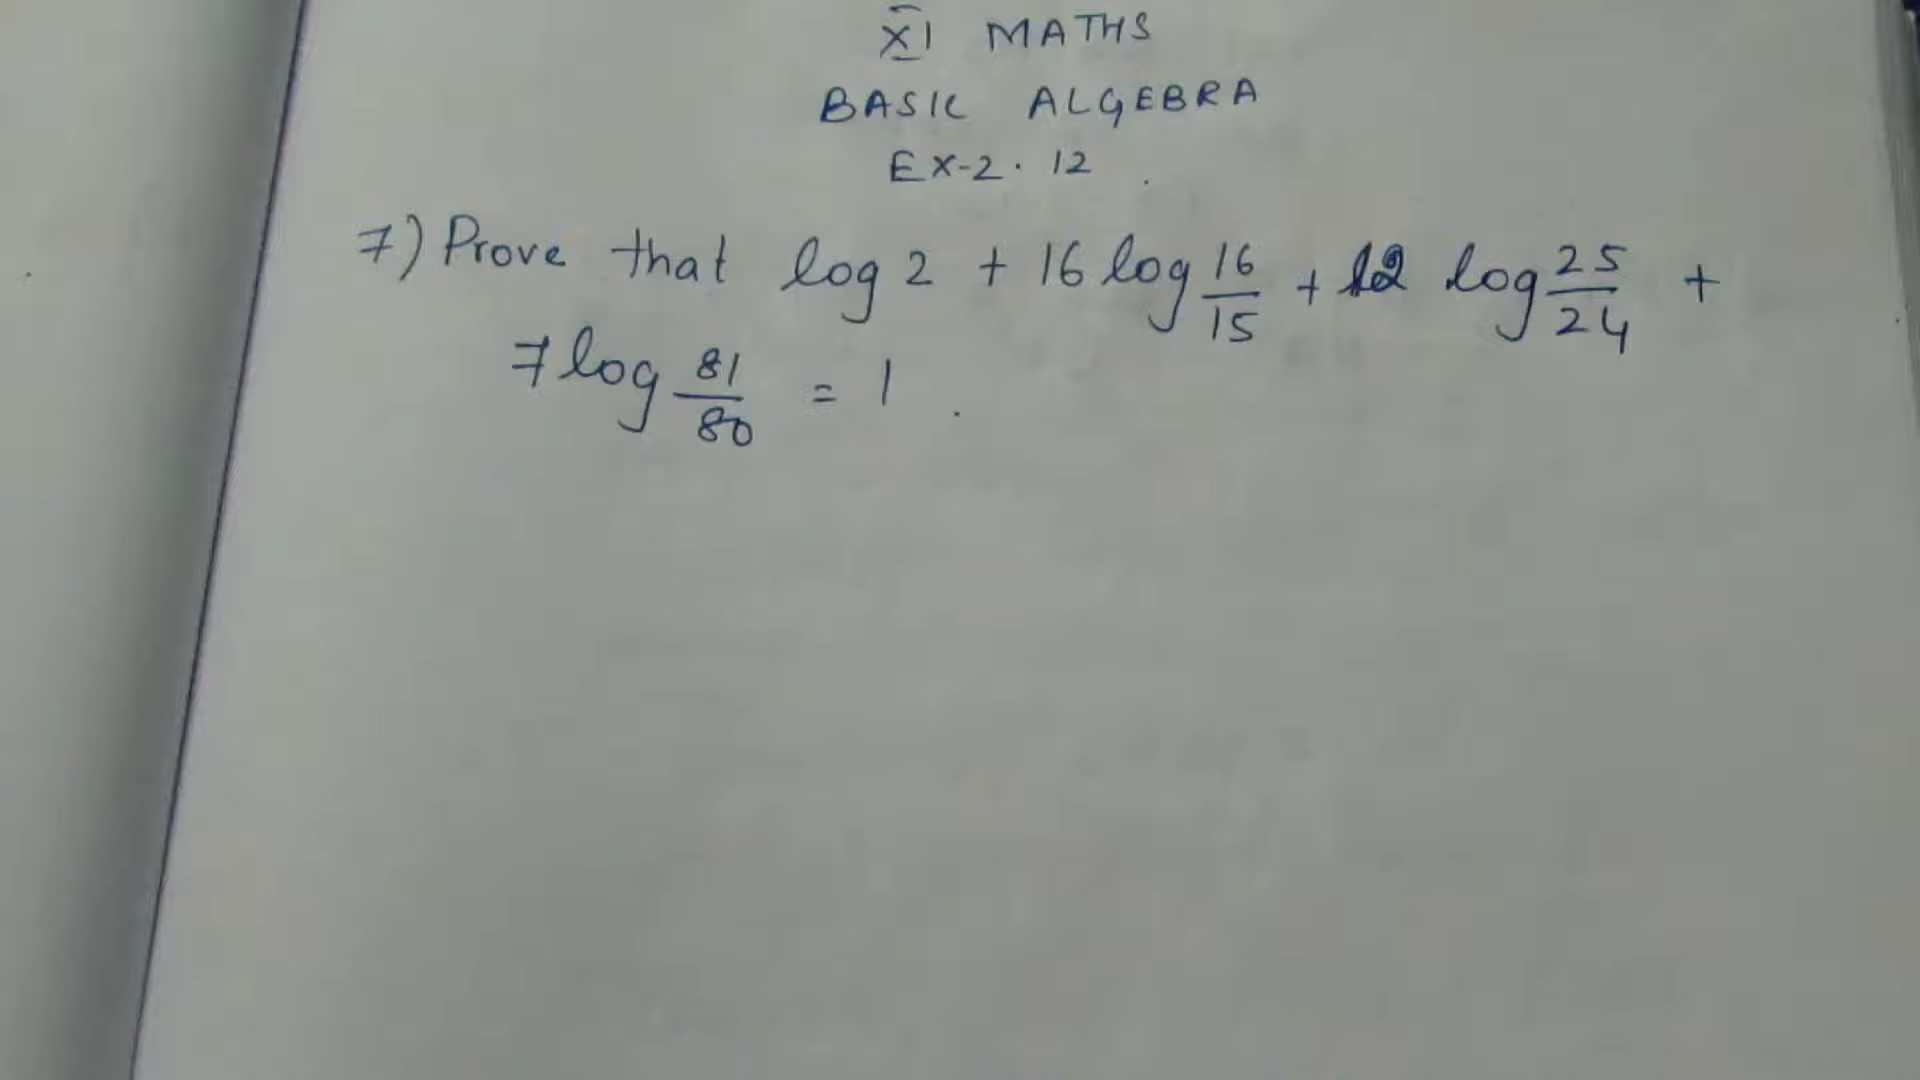 XI MATHS
BASIC ALGEBRA
EX-2.12
7) Prove that log 2 + 16 log 16/15 + 12 log 25/24 +
7 log 81/80 = 1.